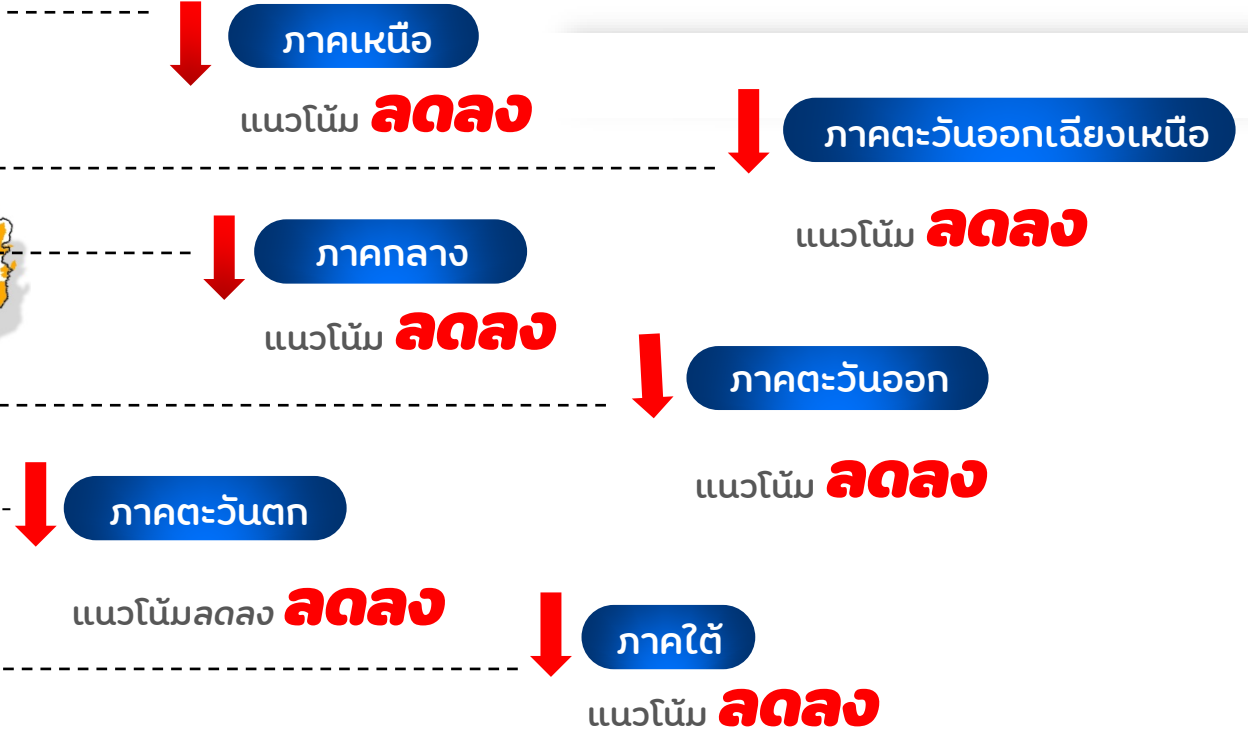 ภาคเหนือ
แนวโน้ม ลดลง
ภาคตะวันออกเฉียงเหนือ
แนวโน้ม ลดลง
ภาคกลาง
แนวโน้ม ลดลง
ภาคตะวันออก
แนวโน้ม ลดลง
ภาคตะวันตก
แนวโน้มลดลง ลดลง
ภาคใต้
แนวโน้ม ลดลง